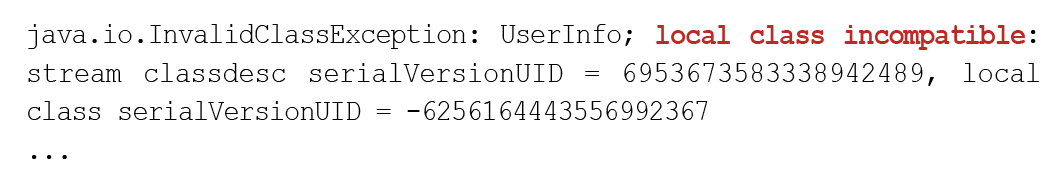 java.io.InvalidClassException: UserInfo; local class incompatible:
stream classdesc serialVersionUID = 6953673583338942489, local
class serialVersionUID = -6256164443556992367
...